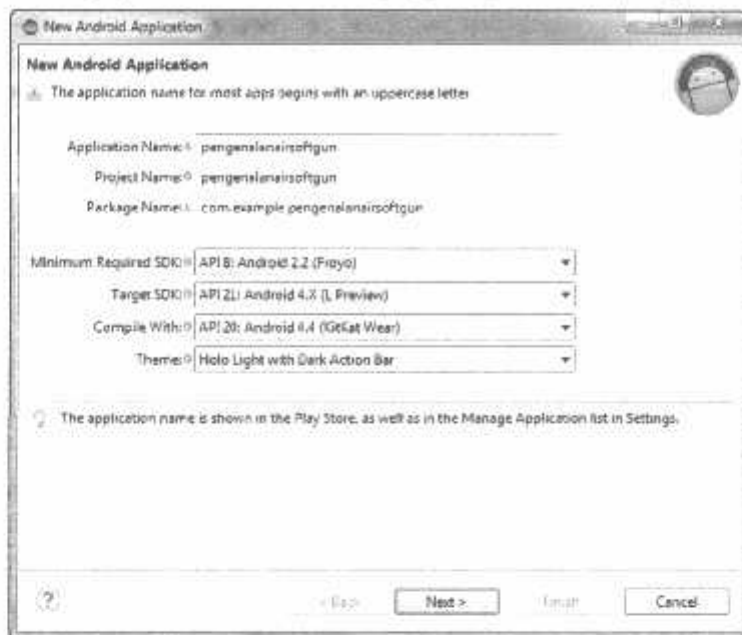 New Android Application
New Android Application
The application name for most apps begins with an uppercase letter
Application Name: pengenalanairsoftgun
Project Name: pengenalanairsoftgun
Package Name: com.example.pengenalanairsoftgun
Minimum Required SDK: API 8: Android 2.2 (Froyo)
Target SDK: API 21: Android 4.X (L Preview)
Compile With: API 20: Android 4.4 (KitKat Wear)
Theme: Holo Light with Dark Action Bar
The application name is shown in the Play Store, as well as in the Manage Application list in Settings.
? < Back Next > Finish Cancel